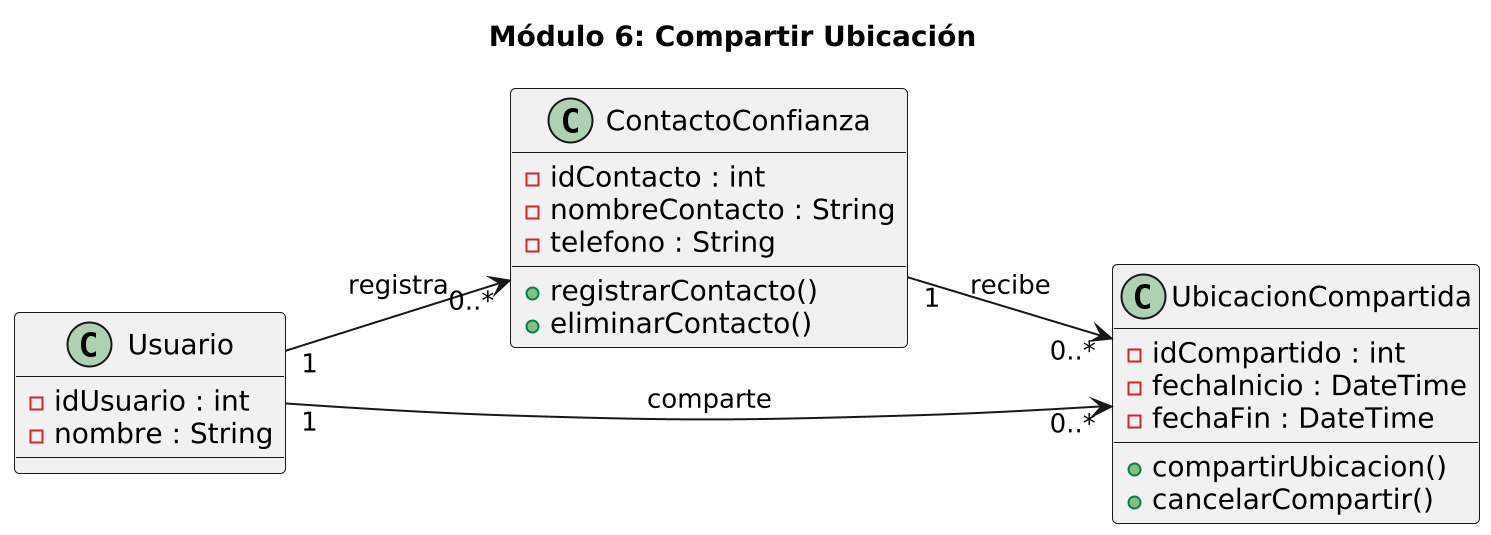 Módulo 6: Compartir Ubicación
C ContactoConfianza
idContacto : int
nombreContacto : String
telefono : String
registrarContacto()
eliminarContacto()
registra
0..*
1
C Usuario
idUsuario : int
nombre : String
recibe
1
0..*
comparte
1
0..*
C UbicacionCompartida
idCompartido : int
fechaInicio : DateTime
fechaFin : DateTime
compartirUbicacion()
cancelarCompartir()